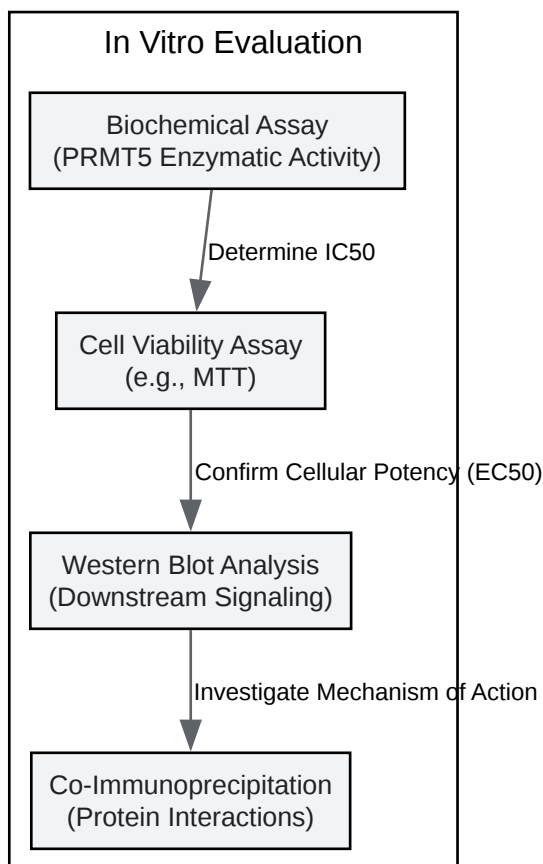 In Vitro Evaluation
Biochemical Assay
(PRMT5 Enzymatic Activity)
Determine IC50
Cell Viability Assay
(e.g., MTT)
Confirm Cellular Potency (EC50)
Western Blot Analysis
(Downstream Signaling)
Investigate Mechanism of Action
Co-Immunoprecipitation
(Protein Interactions)